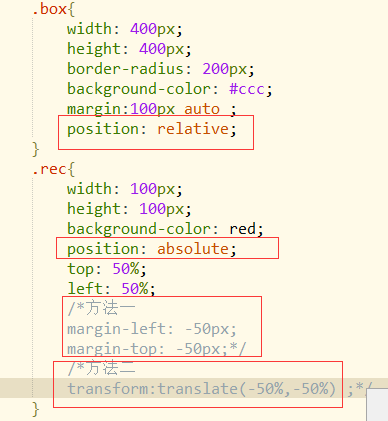 .box{
width: 400px;
height: 400px;
border-radius: 200px;
background-color: #ccc;
margin:100px auto ;
position: relative;
}
.rec{
width: 100px;
height: 100px;
background-color: red;
position: absolute;
top: 50%;
left: 50%;
/*方法一
margin-left: -50px;
margin-top: -50px;*/
/*方法二
transform:translate(-50%,-50%) ;*/
}